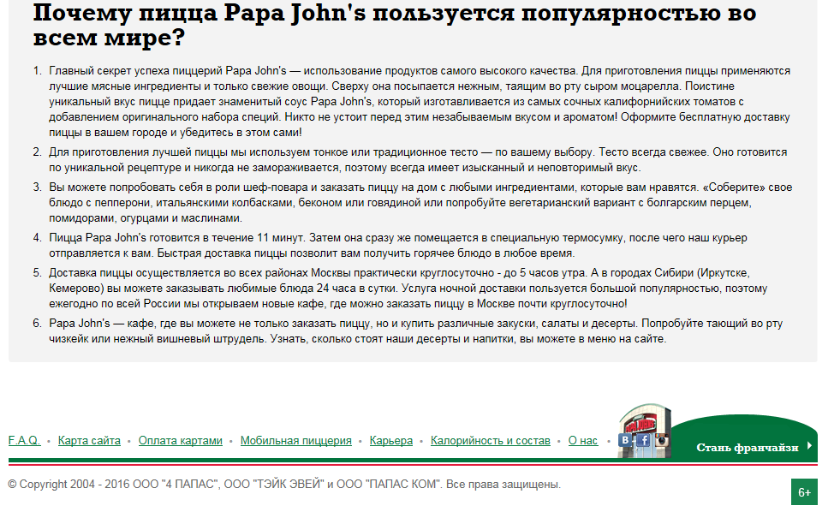 Почему пицца Papa John's пользуется популярностью во
всем мире?
1. Главный секрет успеха пиццерий Papa John's — использование продуктов самого высокого качества. Для приготовления пиццы применяются
лучшие мясные ингредиенты и только свежие овощи. Сверху она посыпается нежным, таящим во рту сыром моцарелла. Поистине
уникальный вкус пицце придает знаменитый соус Papa John's, который изготавливается из самых сочных калифорнийских томатов с
добавлением оригинального набора специй. Никто не устоит перед этим незабываемым вкусом и ароматом! Оформите бесплатную доставку
пиццы в вашем городе и убедитесь в этом сами!
2. Для приготовления лучшей пиццы мы используем тонкое или традиционное тесто — по вашему выбору. Тесто всегда свежее. Оно готовится
по уникальной рецептуре и никогда не замораживается, поэтому всегда имеет изысканный и неповторимый вкус.
3. Вы можете попробовать себя в роли шеф-повара и заказать пиццу на дом с любыми ингредиентами, которые вам нравятся. «Соберите» свое
блюдо с пепперони, итальянскими колбасками, беконом или говядиной или попробуйте вегетарианский вариант с болгарским перцем,
помидорами, огурцами и маслинами.
4. Пицца Papa John's готовится в течение 11 минут. Затем она сразу же помещается в специальную термосумку, после чего наш курьер
отправляется к вам. Быстрая доставка пиццы позволит вам получить горячее блюдо в любое время.
5. Доставка пиццы осуществляется во всех районах Москвы практически круглосуточно - до 5 часов утра. А в городах Сибири (Иркутске,
Кемерово) вы можете заказывать любимые блюда 24 часа в сутки. Услуга ночной доставки пользуется большой популярностью, поэтому
ежегодно по всей России мы открываем новые кафе, где можно заказать пиццу в Москве почти круглосуточно!
6. Papa John's — кафе, где вы можете не только заказать пиццу, но и купить различные закуски, салаты и десерты. Попробуйте тающий во рту
чизкейк или нежный вишневый штрудель. Узнать, сколько стоят наши десерты и напитки, вы можете в меню на сайте.
F.A.Q. • Карта сайта • Оплата картами • Мобильная пиццерия • Карьера • Калорийность и состав • О нас •
Стань франчайзи
© Copyright 2004 - 2016 ООО "4 ПАПАС", ООО "ТЭЙК ЭВЕЙ" и ООО "ПАПАС КОМ". Все права защищены.
6+